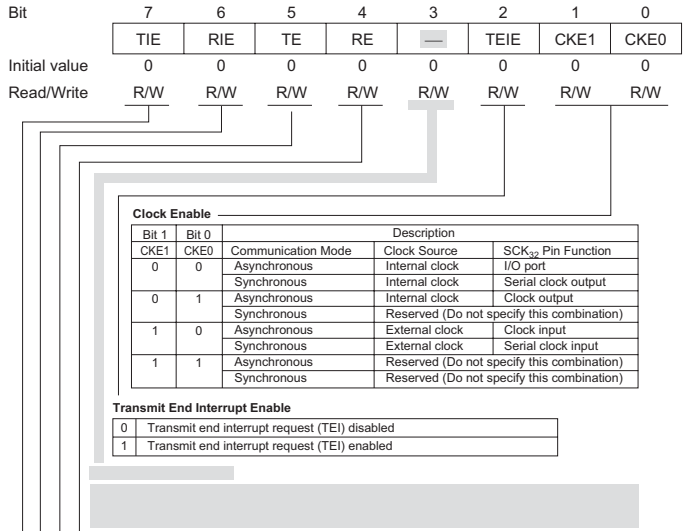 Bit 7 6 5 4 3 2 1 0
TIE RIE TE RE — TEIE CKE1 CKE0
Initial value 0 0 0 0 0 0 0 0
Read/Write R/W R/W R/W R/W R/W R/W R/W R/W
Clock Enable
Bit 1 Bit 0 Description
CKE1 CKE0 Communication Mode Clock Source SCK32 Pin Function
0 0 Asynchronous Internal clock I/O port
Synchronous Internal clock Serial clock output
0 1 Asynchronous Internal clock Clock output
Synchronous Reserved (Do not specify this combination)
1 0 Asynchronous External clock Clock input
Synchronous External clock Serial clock input
1 1 Asynchronous Reserved (Do not specify this combination)
Synchronous Reserved (Do not specify this combination)
Transmit End Interrupt Enable
0 Transmit end interrupt request (TEI) disabled
1 Transmit end interrupt request (TEI) enabled